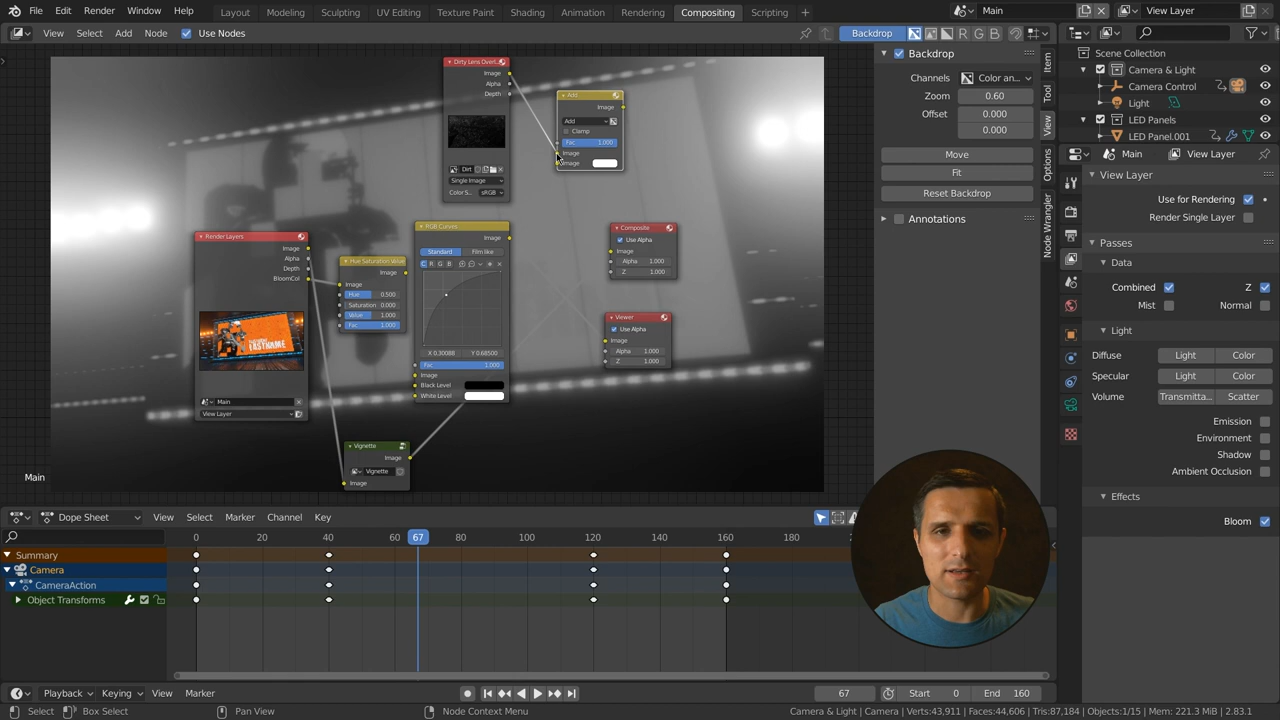 File Edit Render Window Help Layout Modeling Sculpting UV Editing Texture Paint Shading Animation Rendering Compositing Scripting + Main View Layer
View Select Add Node Use Nodes Backdrop R G B
Dirty Lens Overl...
Image
Alpha
Depth
Dirt
Single Image
Color S... sRGB
Add
Image
Add
Clamp
Fac 1.000
Image
Image
Render Layers
Image
Alpha
Depth
BloomCol
LASTNAME
Main
View Layer
Hue Saturation Value
Image
Image
Hue 0.500
Saturation 0.000
Value 1.000
Fac 1.000
RGB Curves
Image
Standard Film like
C R G B
X 0.30088 Y 0.68500
Fac 1.000
Image
Black Level
White Level
Composite
Use Alpha
Image
Alpha 1.000
Z 1.000
Viewer
Use Alpha
Image
Alpha 1.000
Z 1.000
Vignette
Image
Vignette
Image
Main
Backdrop
Channels Color an...
Zoom 0.60
Offset 0.000
0.000
Move
Fit
Reset Backdrop
Annotations
Item
Tool
View
Options
Node Wrangler
Scene Collection
Camera & Light
Camera Control
Light
LED Panels
LED Panel.001
Main View Layer
View Layer
Use for Rendering
Render Single Layer
Passes
Data
Combined Z
Mist Normal
Light
Diffuse Light Color
Specular Light Color
Volume Transmitta... Scatter
Emission
Environment
Shadow
Ambient Occlusion
Effects
Bloom
Dope Sheet View Select Marker Channel Key
0 20 40 67 80 100 120 140 160 180
Summary
Camera
CameraAction
Object Transforms
Playback Keying View Marker 67 Start 0 End 160
Select Box Select Pan View Node Context Menu Camera & Light | Camera | Verts:43,911 | Faces:44,606 | Tris:87,184 | Objects:1/15 | Mem: 221.3 MiB | 2.83.1